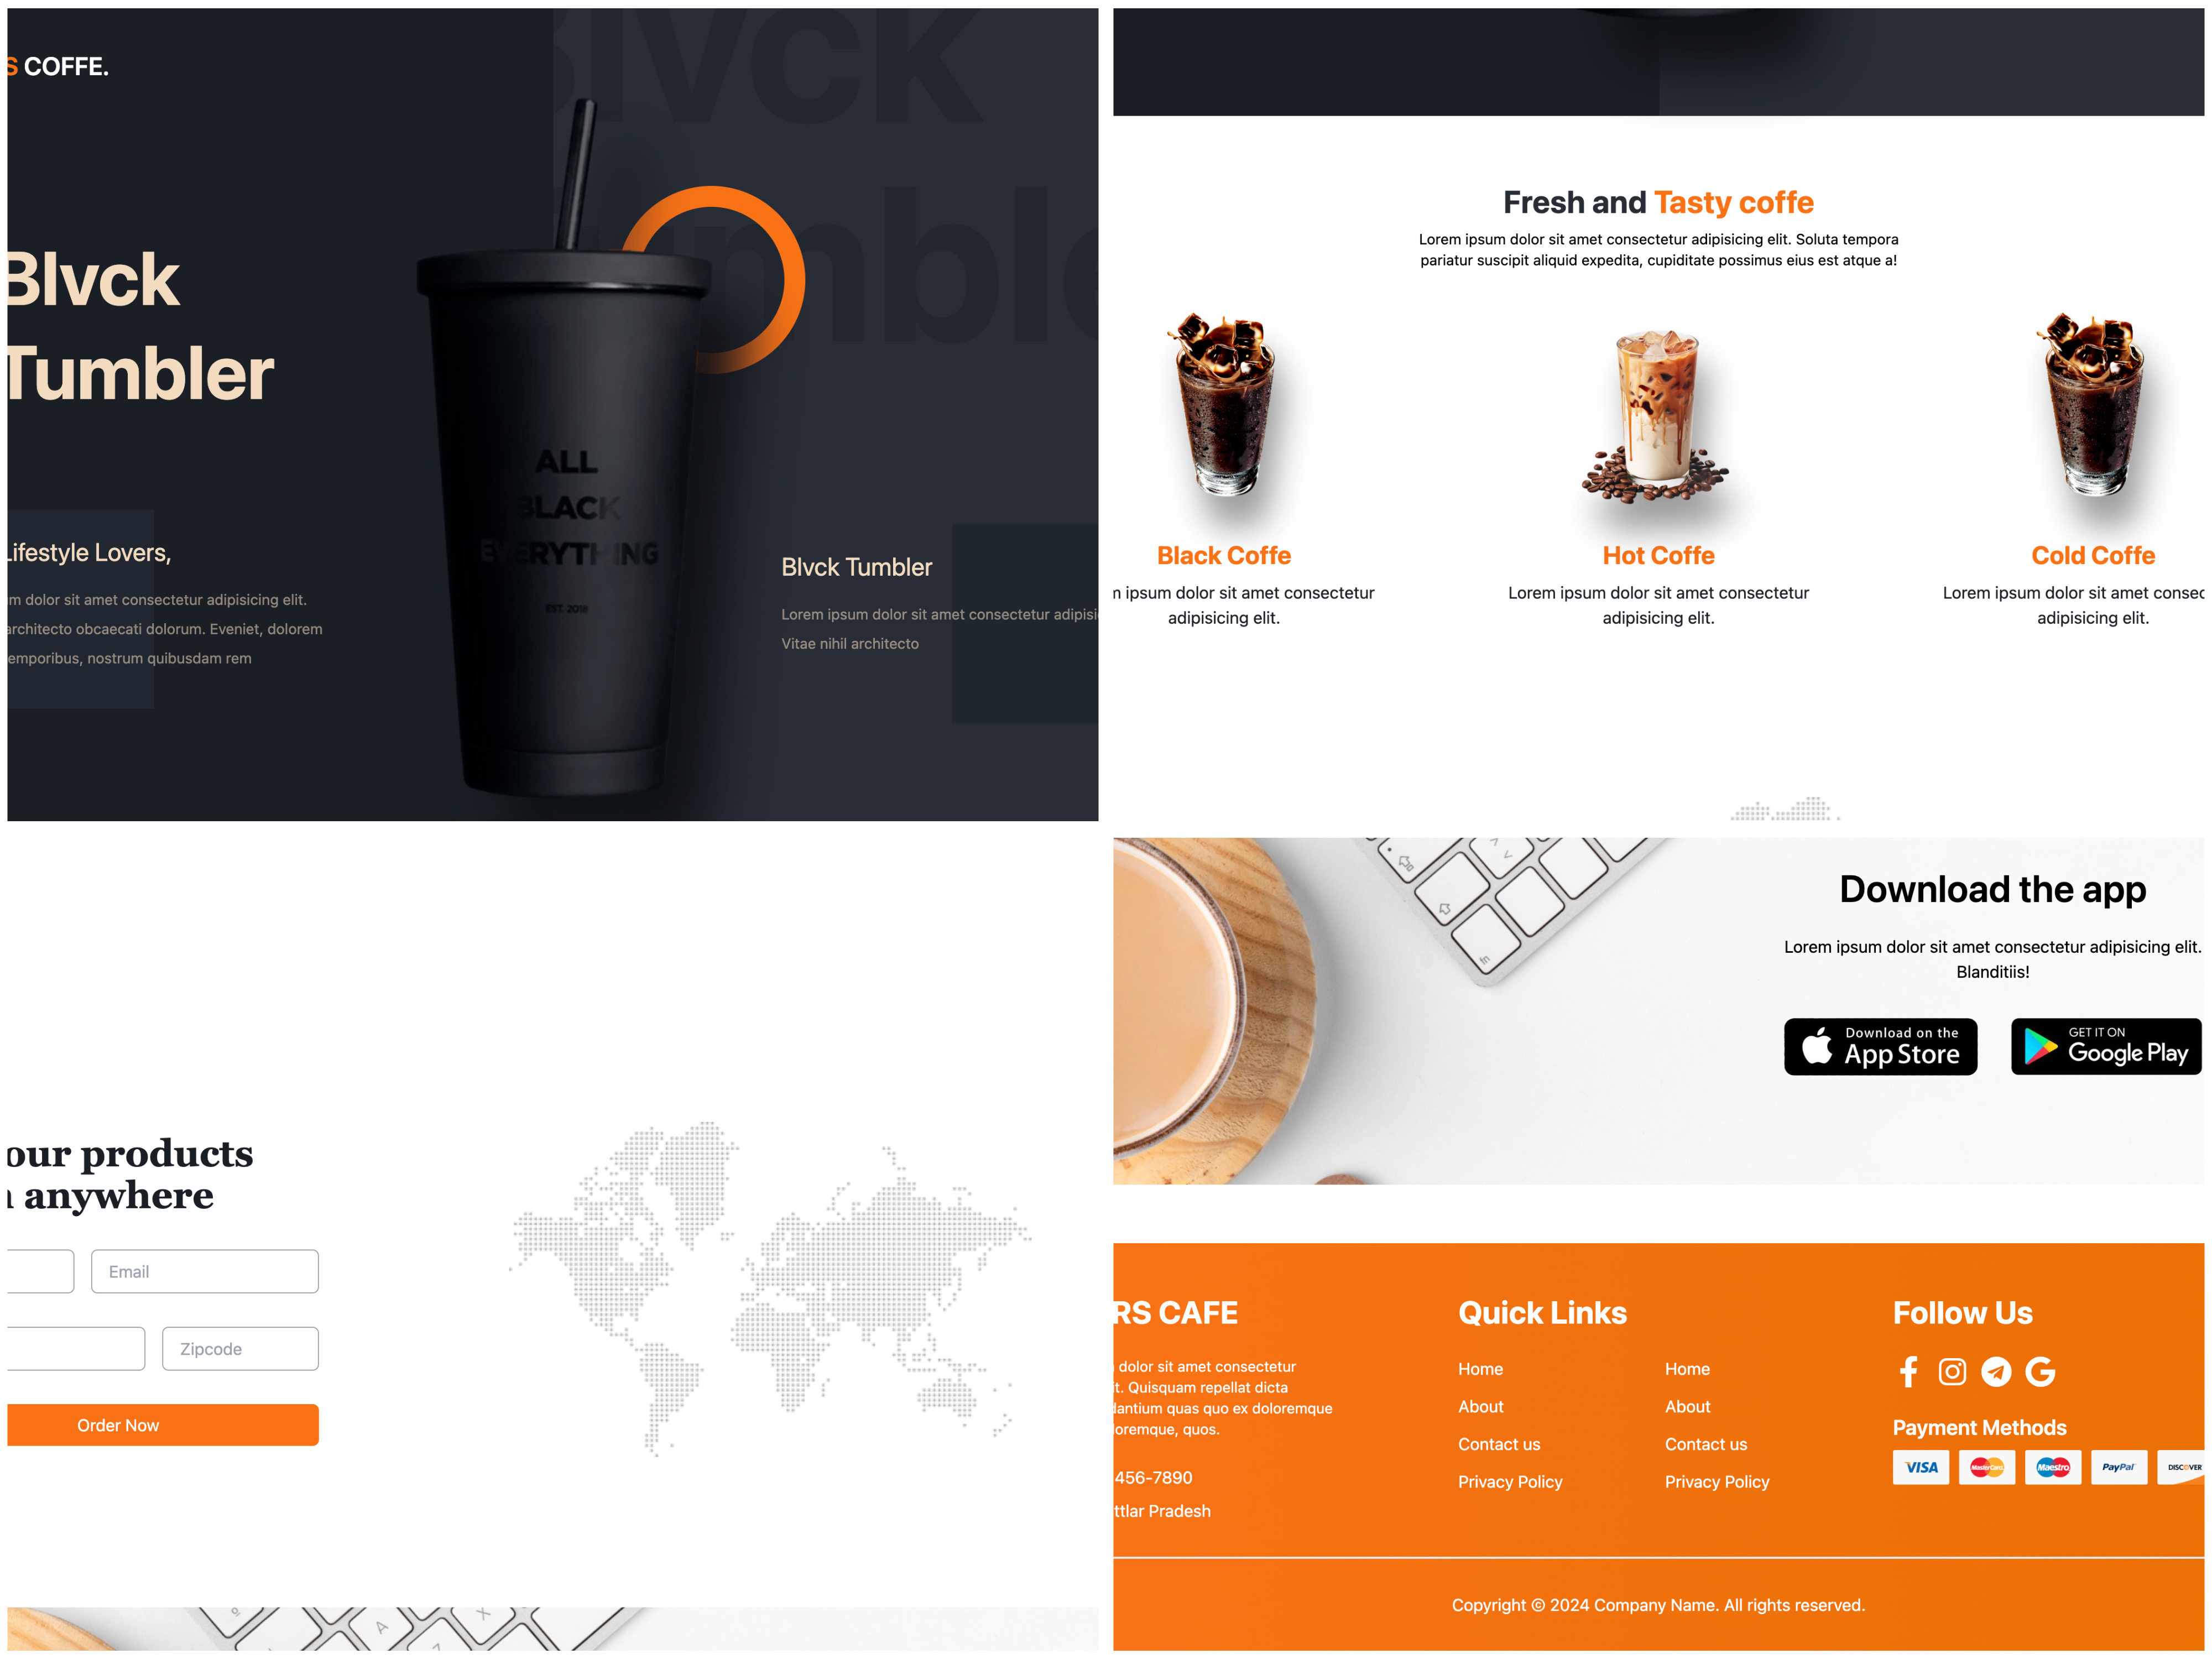 S COFFE.
Blvck
Tumbler
Blvck
Tumbler
ALL
BLACK
EVERYTHING
EST. 2018
Lifestyle Lovers,
dolor sit amet consectetur adipisicing elit.
architecto obcaecati dolorum. Eveniet, dolorem
emporibus, nostrum quibusdam rem
Blvck Tumbler
Lorem ipsum dolor sit amet consectetur adipisi
Vitae nihil architecto
Fresh and Tasty coffe
Lorem ipsum dolor sit amet consectetur adipisicing elit. Soluta tempora
pariatur suscipit aliquid expedita, cupiditate possimus eius est atque a!
Black Coffe
ipsum dolor sit amet consectetur
adipisicing elit.
Hot Coffe
Lorem ipsum dolor sit amet consectetur
adipisicing elit.
Cold Coffe
Lorem ipsum dolor sit amet consec
adipisicing elit.
our products
anywhere
Email
Zipcode
Order Now
Download the app
Lorem ipsum dolor sit amet consectetur adipisicing elit.
Blanditiis!
Download on the
App Store
GET IT ON
Google Play
fn
RS CAFE
dolor sit amet consectetur
it. Quisquam repellat dicta
dantium quas quo ex doloremque
oremque, quos.
456-7890
ttlar Pradesh
Quick Links
Home
About
Contact us
Privacy Policy
Home
About
Contact us
Privacy Policy
Follow Us
Payment Methods
VISA
MasterCard
Maestro
PayPal
DISCOVER
Copyright © 2024 Company Name. All rights reserved.